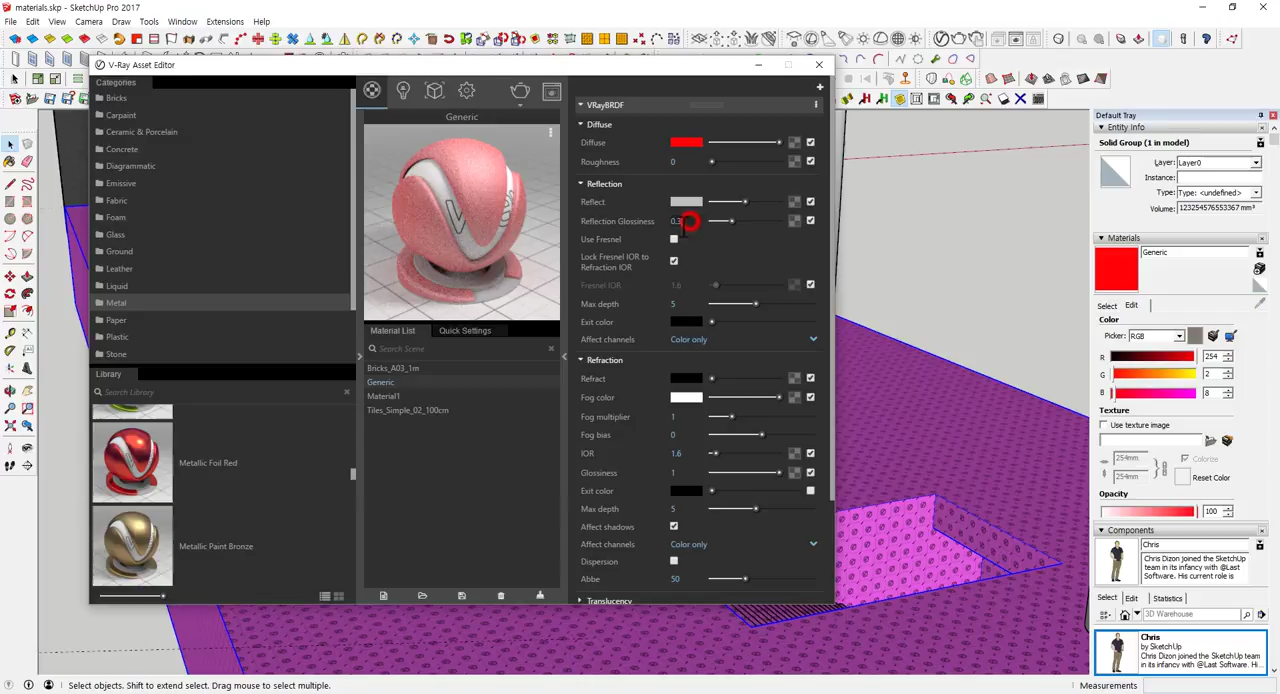 materials.skp - SketchUp Pro 2017
File Edit View Camera Draw Tools Window Extensions Help
V-Ray Asset Editor
Categories
Bricks
Carpaint
Ceramic & Porcelain
Concrete
Diagrammatic
Emissive
Fabric
Foam
Glass
Ground
Leather
Liquid
Metal
Paper
Plastic
Stone
Library
Search Library
Metallic Foil Red
Metallic Paint Bronze
Generic
Material List Quick Settings
Search Scene
Bricks_A03_1m
Generic
Material1
Tiles_Simple_02_100cm
VRayBRDF
Diffuse
Diffuse
Roughness 0
Reflection
Reflect
Reflection Glossiness 0.3
Use Fresnel
Lock Fresnel IOR to
Refraction IOR
Fresnel IOR 1.6
Max depth 5
Exit color
Affect channels Color only
Refraction
Refract
Fog color
Fog multiplier 1
Fog bias 0
IOR 1.6
Glossiness 1
Exit color
Max depth 5
Affect shadows
Affect channels Color only
Dispersion
Abbe 50
Translucency
Default Tray
Entity Info
Solid Group (1 in model)
Layer: Layer0
Instance:
Type: Type: <undefined>
Volume: 123254576553367 mm³
Materials
Generic
Select Edit
Color
Picker: RGB
R 254
G 2
B 8
Texture
Use texture image
254mm Colorize
254mm Reset Color
Opacity
100
Components
Chris
Chris Dizon joined the SketchUp
team in its infancy with @Last
Software. His current role is
Select Edit Statistics
3D Warehouse
Chris
by SketchUp
Chris Dizon joined the SketchUp
team in its infancy with @Last Software. Hi...
Select objects. Shift to extend select. Drag mouse to select multiple.
Measurements